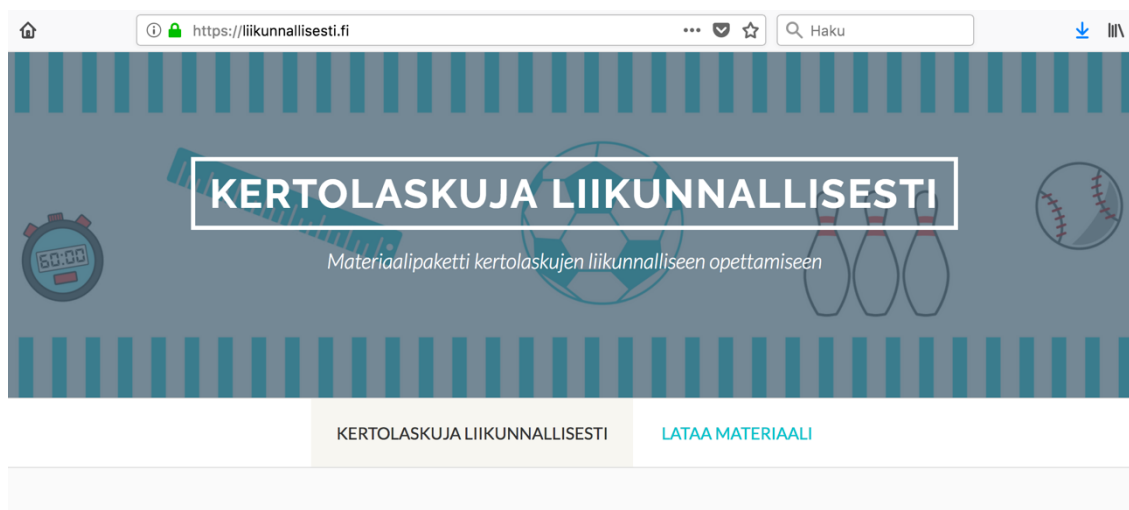 https://liikunnallisesti.fi
Haku
KERTOLASKUJA LIIKUNNALLISESTI
60:00
Materiaalipaketti kertolaskujen liikunnalliseen opettamiseen
KERTOLASKUJA LIIKUNNALLISESTI
LATAA MATERIAALI